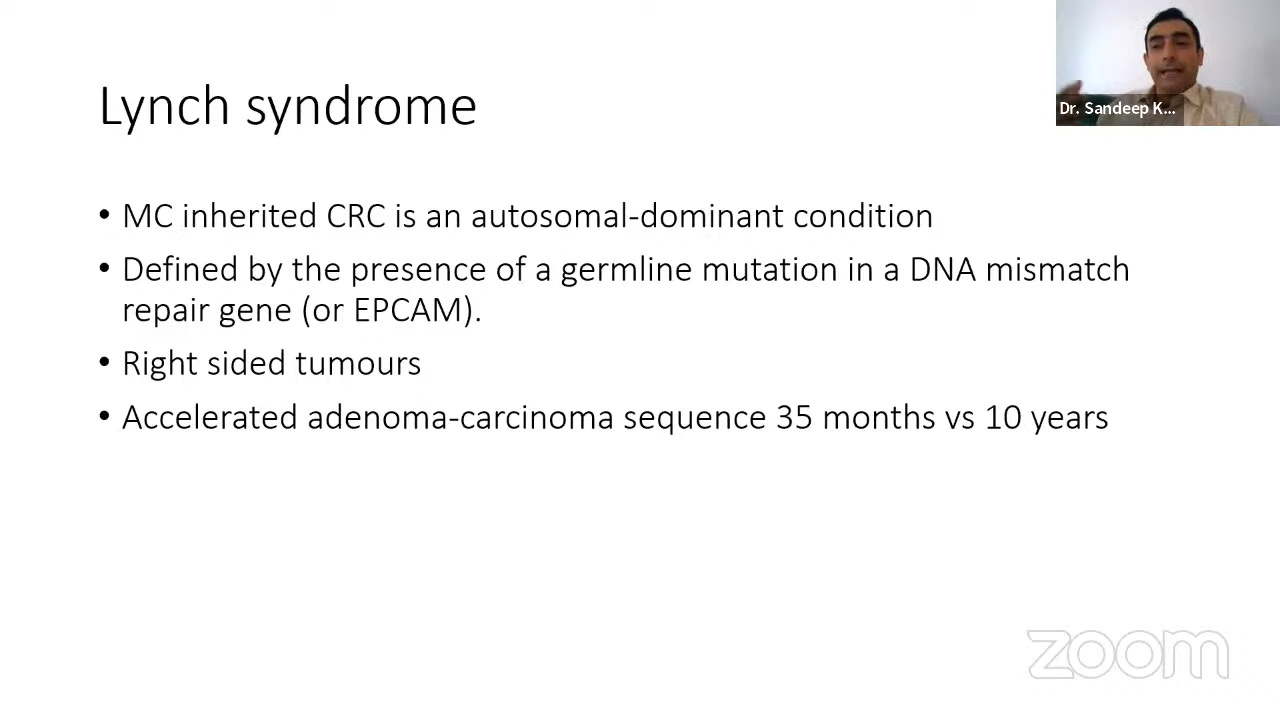 Lynch syndrome
Dr. Sandeep K...
• MC inherited CRC is an autosomal-dominant condition
• Defined by the presence of a germline mutation in a DNA mismatch
repair gene (or EPCAM).
• Right sided tumours
• Accelerated adenoma-carcinoma sequence 35 months vs 10 years
zoom